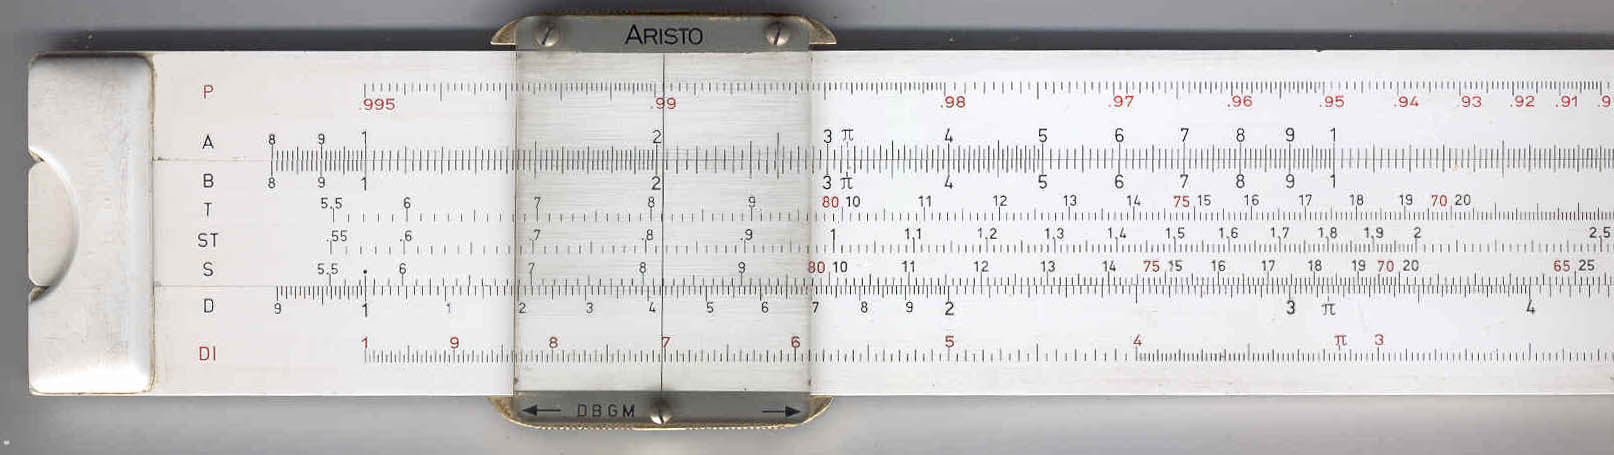 ARISTO
P .995 .99 .98 .97 .96 .95 .94 .93 .92 .91 .9
A 8 9 1 2 3 π 4 5 6 7 8 9 1
B 8 9 1 2 3 π 4 5 6 7 8 9 1
T 5,5 6 7 8 9 80 10 11 12 13 14 75 15 16 17 18 19 70 20
ST .55 .6 .7 .8 .9 1 1,1 1,2 1,3 1,4 1,5 1,6 1,7 1,8 1,9 2 2,5
S 5,5 6 7 8 9 80 10 11 12 13 14 75 15 16 17 18 19 70 20 65 25
D 9 1 1 2 3 4 5 6 7 8 9 2 3 π 4
DI 1 9 8 7 6 5 4 π 3
DBGM